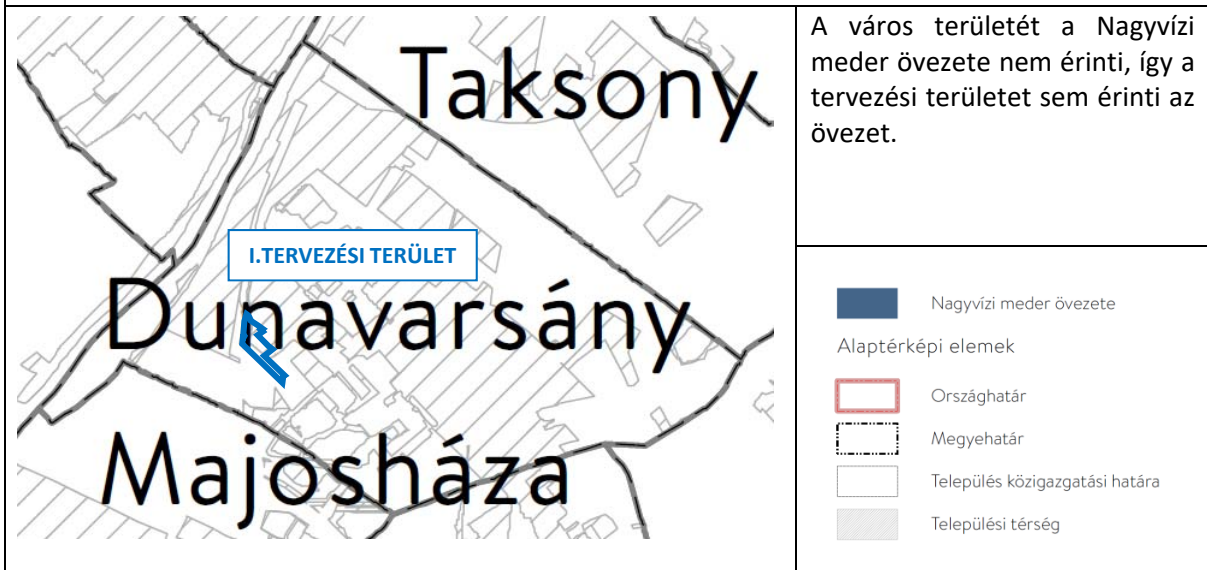 Taksony
I.TERVEZÉSI TERÜLET
Dunavarsány
Majosháza
A város területét a Nagyvízi
meder övezete nem érinti, így a
tervezési területet sem érinti az
övezet.
Nagyvízi meder övezete
Alaptérképi elemek
Országhatár
Megyehatár
Település közigazgatási határa
Települési térség